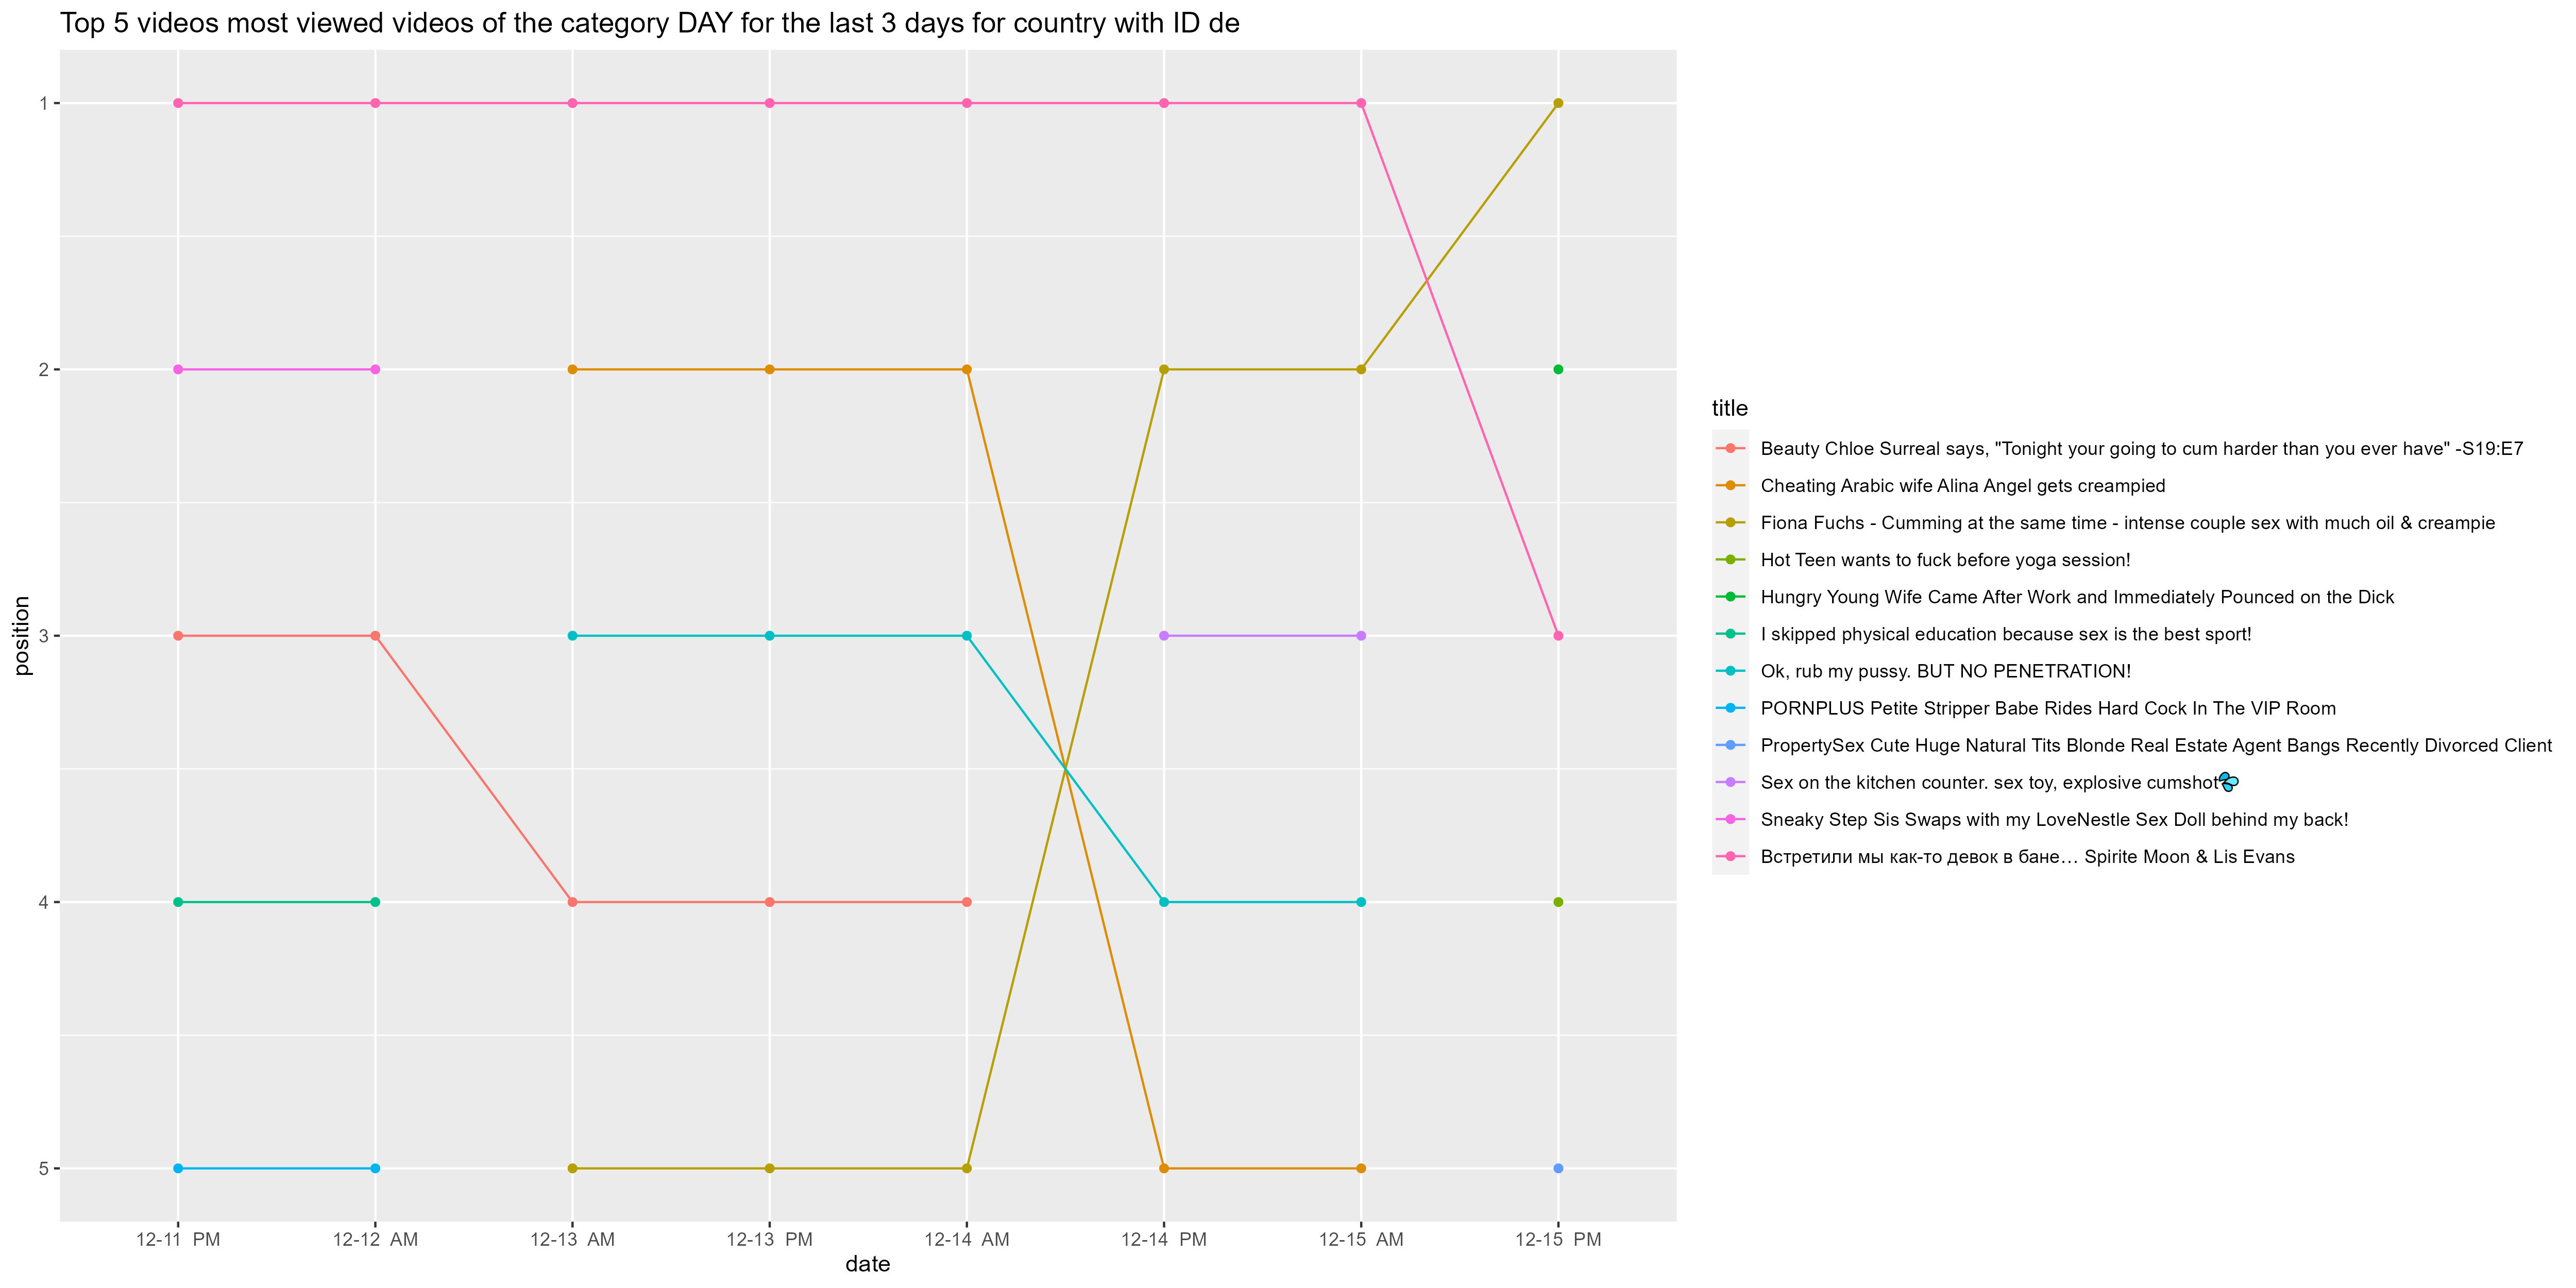 Top 5 videos most viewed videos of the category DAY for the last 3 days for country with ID de
position
1
2
3
4
5
12-11 PM
12-12 AM
12-13 AM
12-13 PM
12-14 AM
12-14 PM
12-15 AM
12-15 PM
date
title
Beauty Chloe Surreal says, "Tonight your going to cum harder than you ever have" -S19:E7
Cheating Arabic wife Alina Angel gets creampied
Fiona Fuchs - Cumming at the same time - intense couple sex with much oil & creampie
Hot Teen wants to fuck before yoga session!
Hungry Young Wife Came After Work and Immediately Pounced on the Dick
I skipped physical education because sex is the best sport!
Ok, rub my pussy. BUT NO PENETRATION!
PORNPLUS Petite Stripper Babe Rides Hard Cock In The VIP Room
PropertySex Cute Huge Natural Tits Blonde Real Estate Agent Bangs Recently Divorced Client
Sex on the kitchen counter. sex toy, explosive cumshot💦
Sneaky Step Sis Swaps with my LoveNestle Sex Doll behind my back!
Встретили мы как-то девок в бане… Spirite Moon & Lis Evans